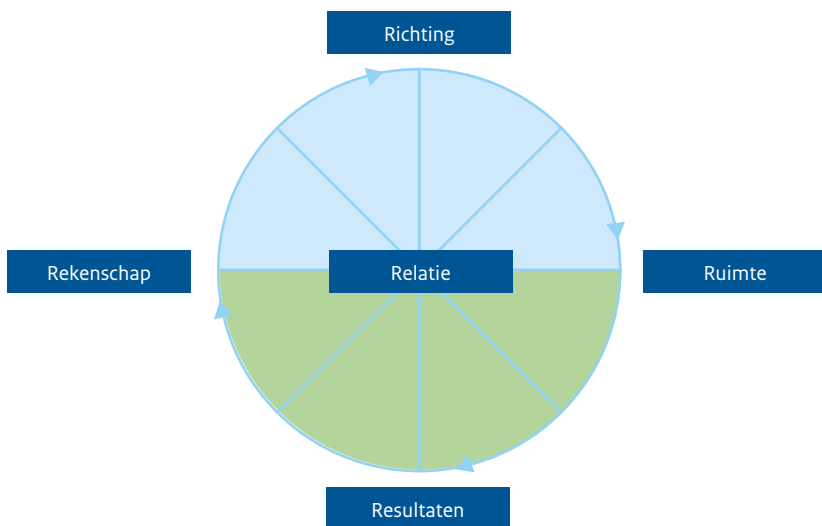 Richting
Rekenschap
Relatie
Ruimte
Resultaten